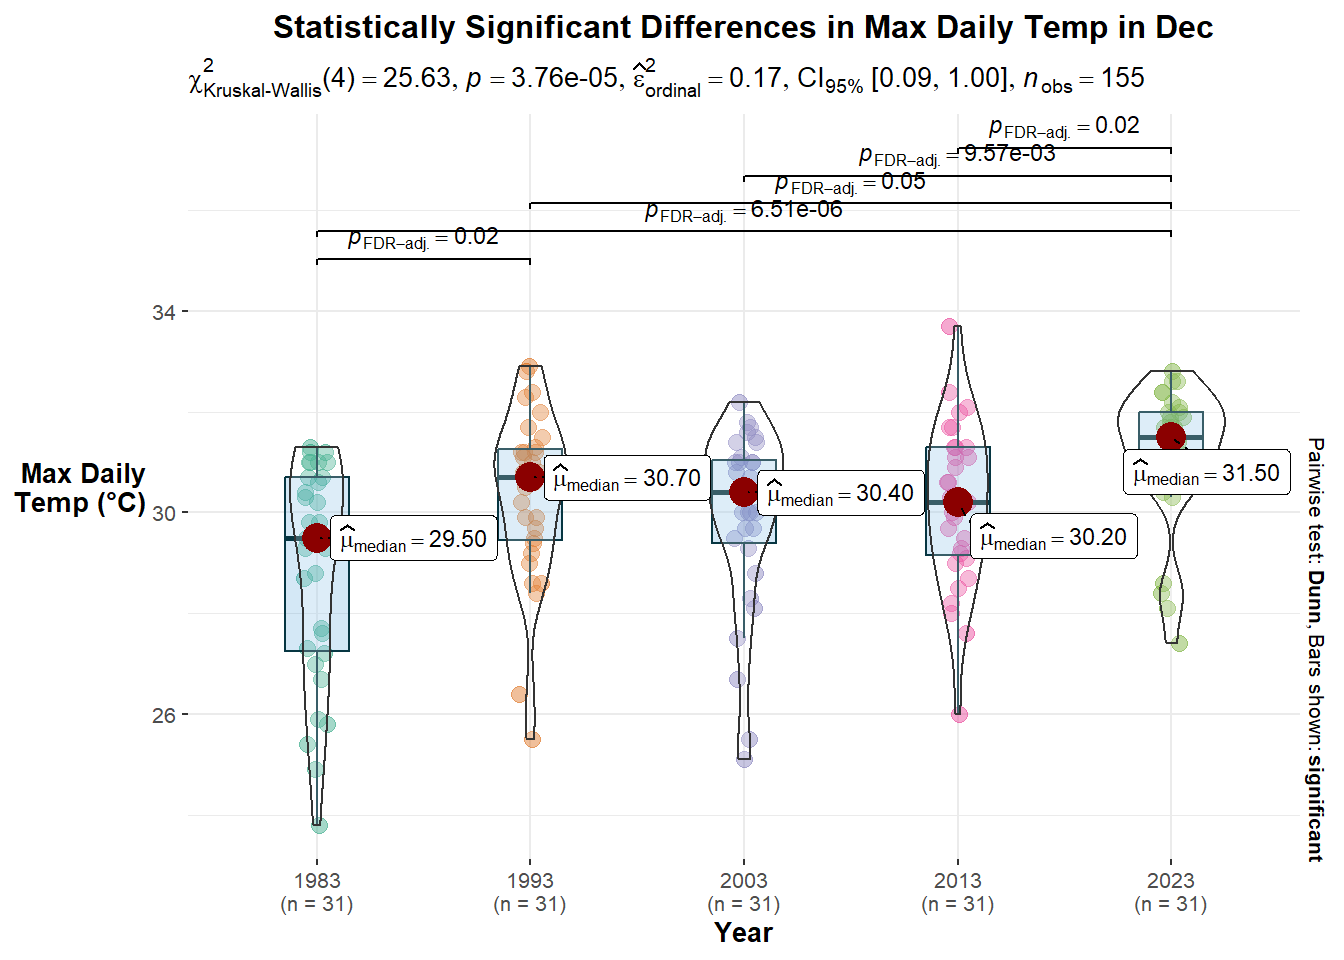 Statistically Significant Differences in Max Daily Temp in Dec
χ²Kruskal-Wallis(4) = 25.63, p = 3.76e-05, ε̂²ordinal = 0.17, CI95% [0.09, 1.00], nobs = 155
pFDR–adj. = 0.02
pFDR–adj. = 9.57e-03
pFDR–adj. = 0.05
pFDR–adj. = 6.51e-06
pFDR–adj. = 0.02
34
30
26
Max Daily
Temp (°C)
μ̂median = 29.50
μ̂median = 30.70
μ̂median = 30.40
μ̂median = 30.20
μ̂median = 31.50
Pairwise test: Dunn, Bars shown: significant
1983
(n = 31)
1993
(n = 31)
2003
(n = 31)
2013
(n = 31)
2023
(n = 31)
Year